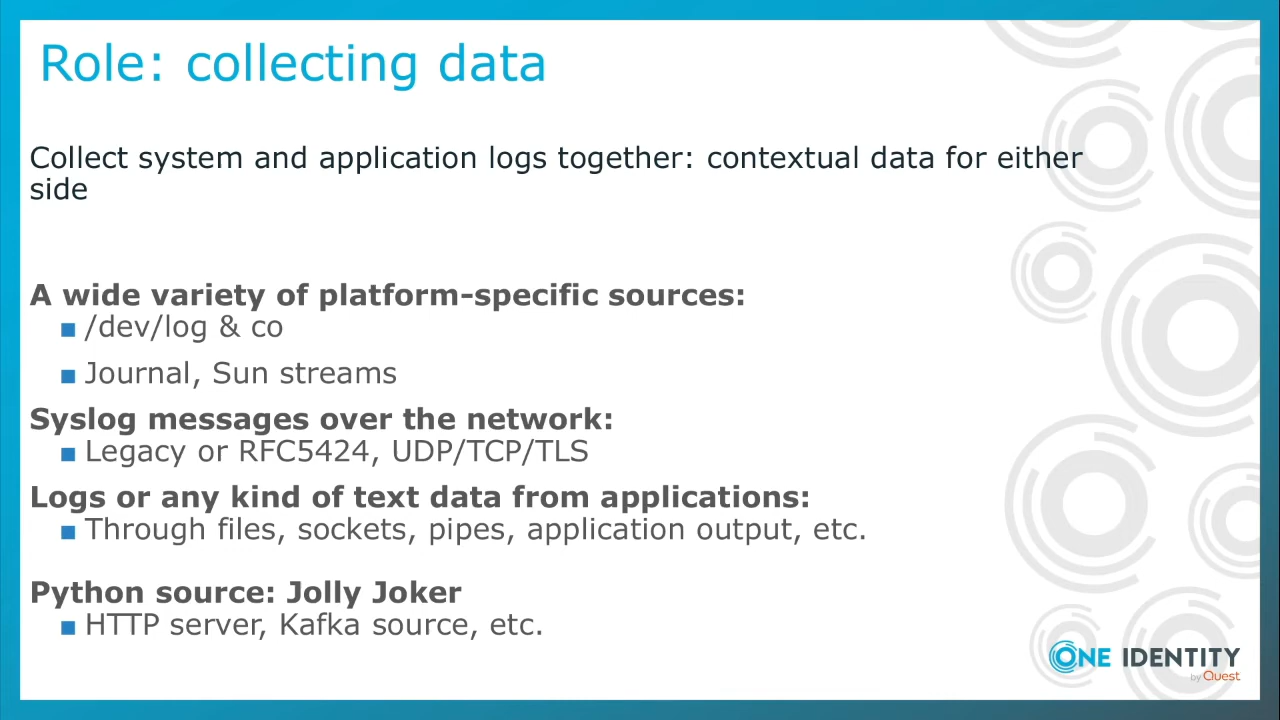 Role: collecting data
Collect system and application logs together: contextual data for either
side
A wide variety of platform-specific sources:
■ /dev/log & co
■ Journal, Sun streams
Syslog messages over the network:
■ Legacy or RFC5424, UDP/TCP/TLS
Logs or any kind of text data from applications:
■ Through files, sockets, pipes, application output, etc.
Python source: Jolly Joker
■ HTTP server, Kafka source, etc.
ONE IDENTITY
by Quest